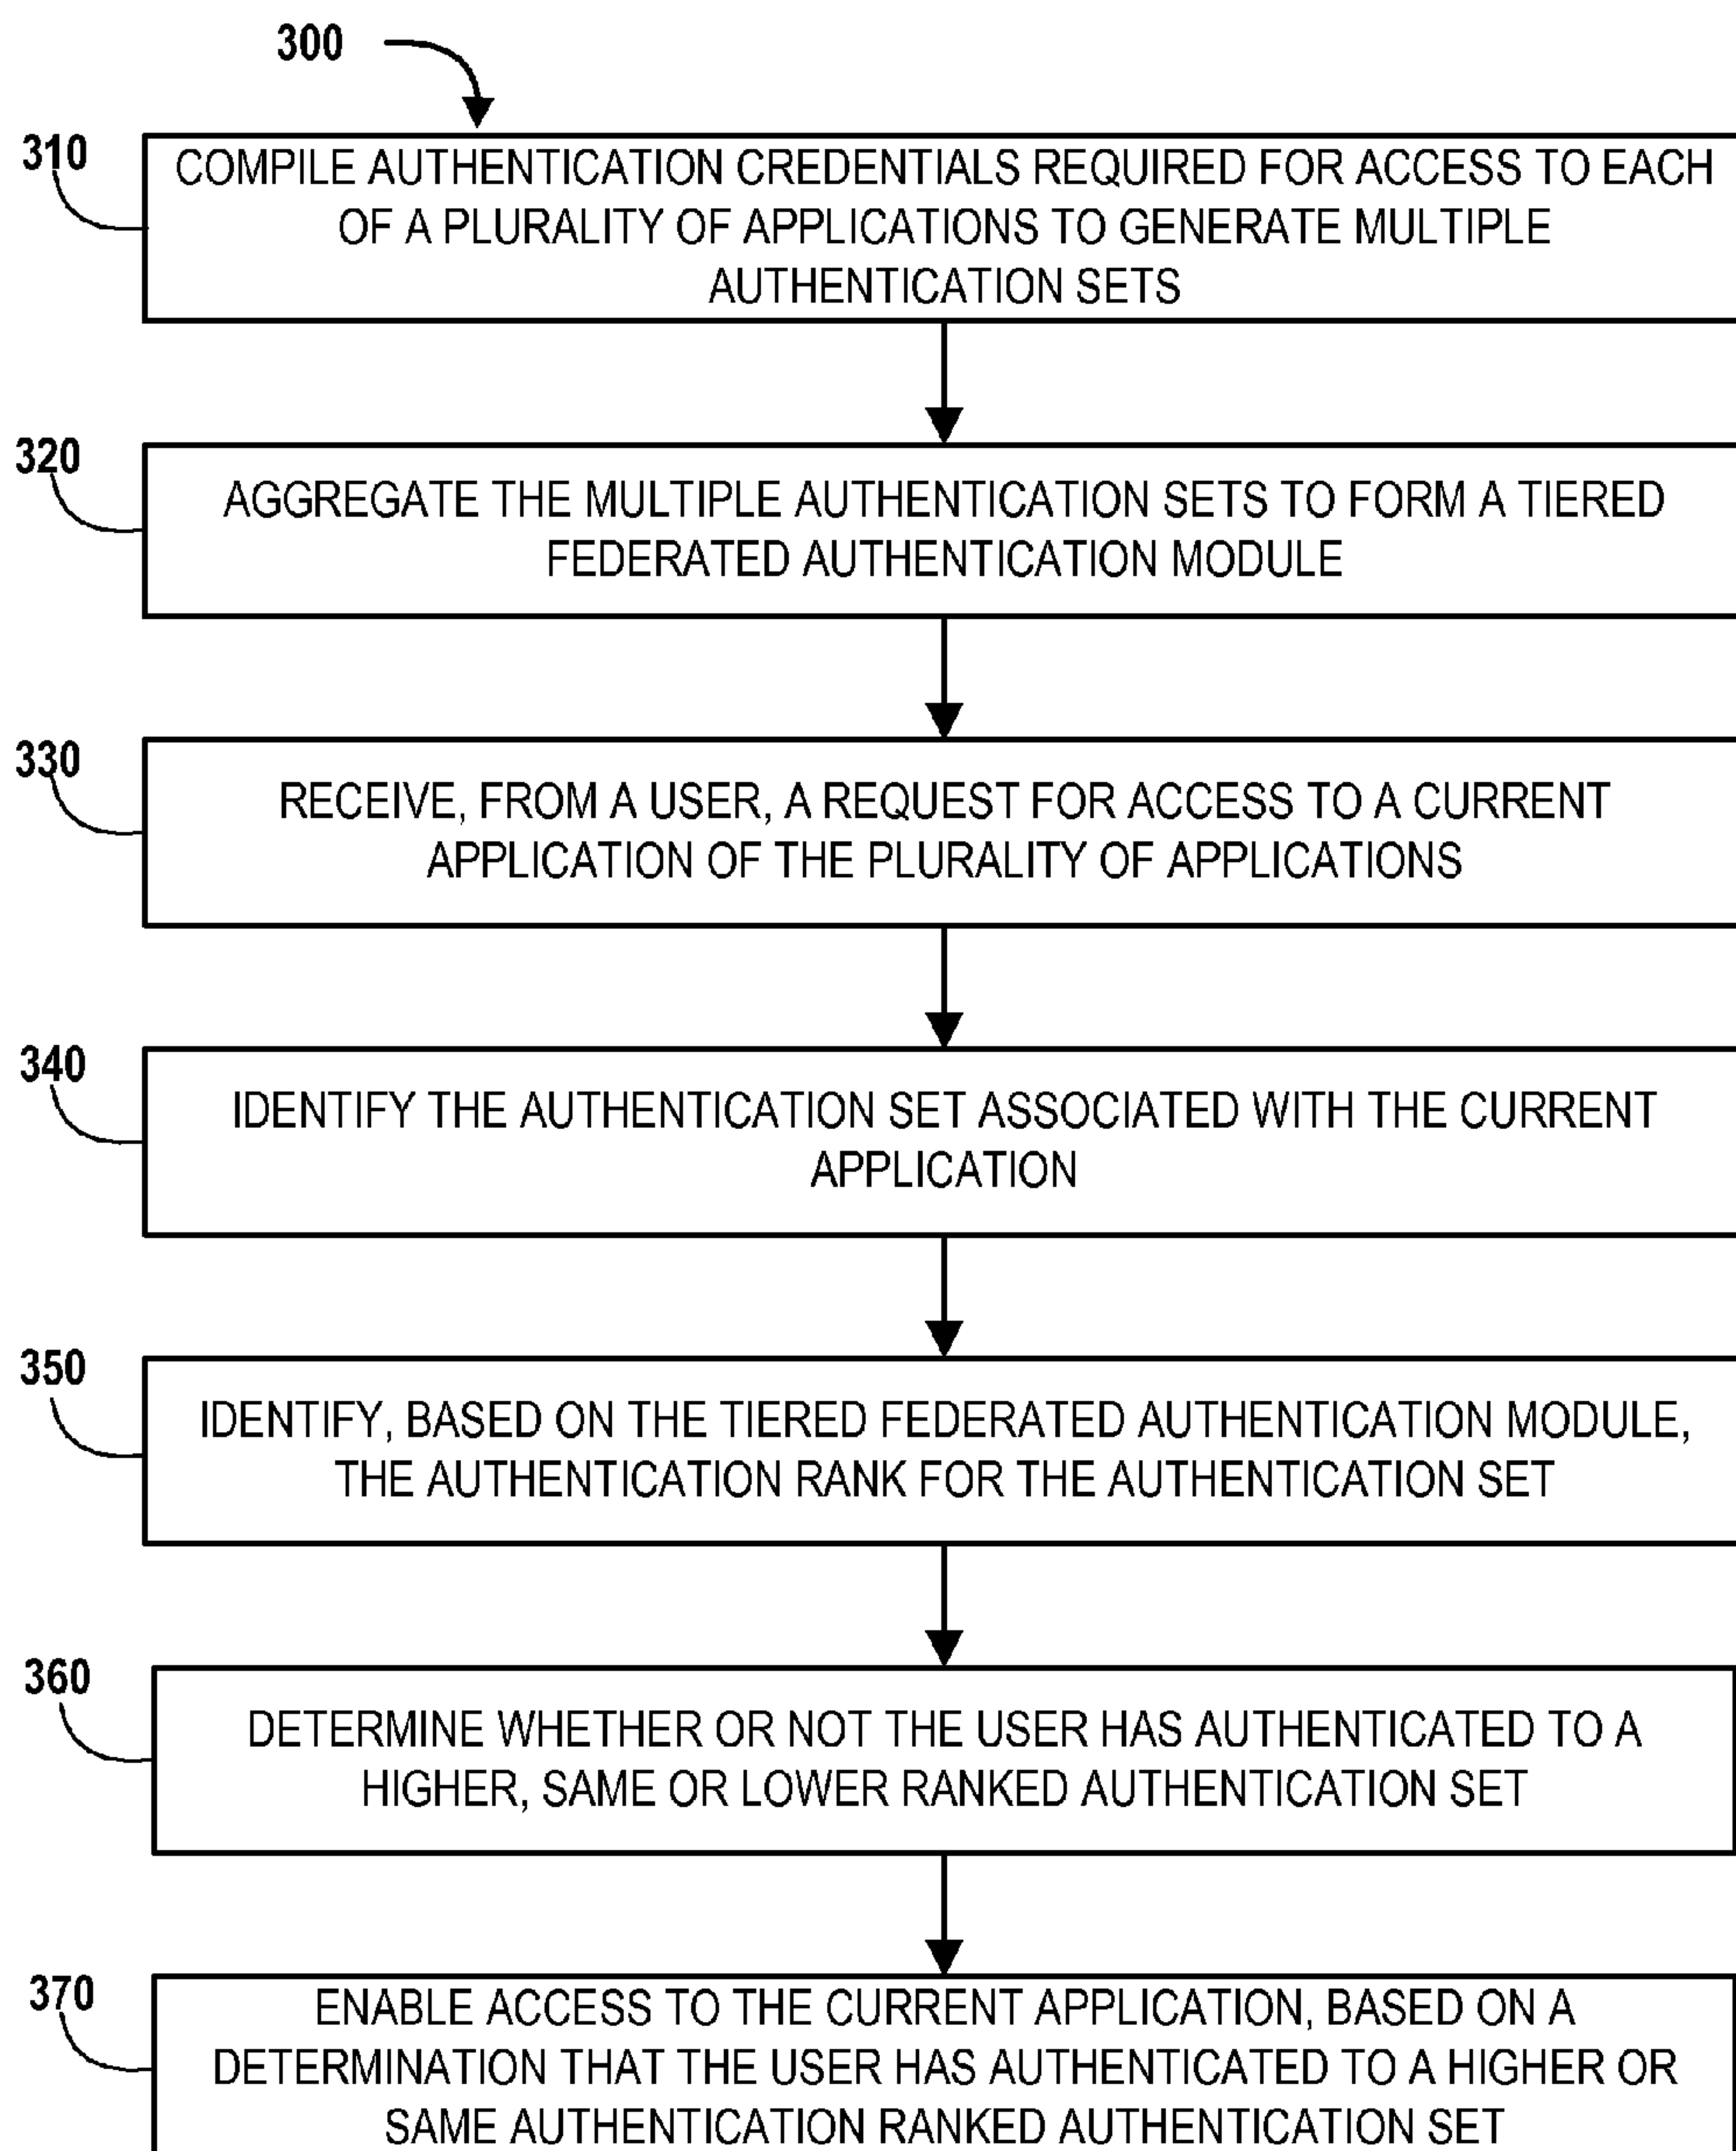 300
310
COMPILE AUTHENTICATION CREDENTIALS REQUIRED FOR ACCESS TO EACH
OF A PLURALITY OF APPLICATIONS TO GENERATE MULTIPLE
AUTHENTICATION SETS
320
AGGREGATE THE MULTIPLE AUTHENTICATION SETS TO FORM A TIERED
FEDERATED AUTHENTICATION MODULE
330
RECEIVE, FROM A USER, A REQUEST FOR ACCESS TO A CURRENT
APPLICATION OF THE PLURALITY OF APPLICATIONS
340
IDENTIFY THE AUTHENTICATION SET ASSOCIATED WITH THE CURRENT
APPLICATION
350
IDENTIFY, BASED ON THE TIERED FEDERATED AUTHENTICATION MODULE,
THE AUTHENTICATION RANK FOR THE AUTHENTICATION SET
360
DETERMINE WHETHER OR NOT THE USER HAS AUTHENTICATED TO A
HIGHER, SAME OR LOWER RANKED AUTHENTICATION SET
370
ENABLE ACCESS TO THE CURRENT APPLICATION, BASED ON A
DETERMINATION THAT THE USER HAS AUTHENTICATED TO A HIGHER OR
SAME AUTHENTICATION RANKED AUTHENTICATION SET